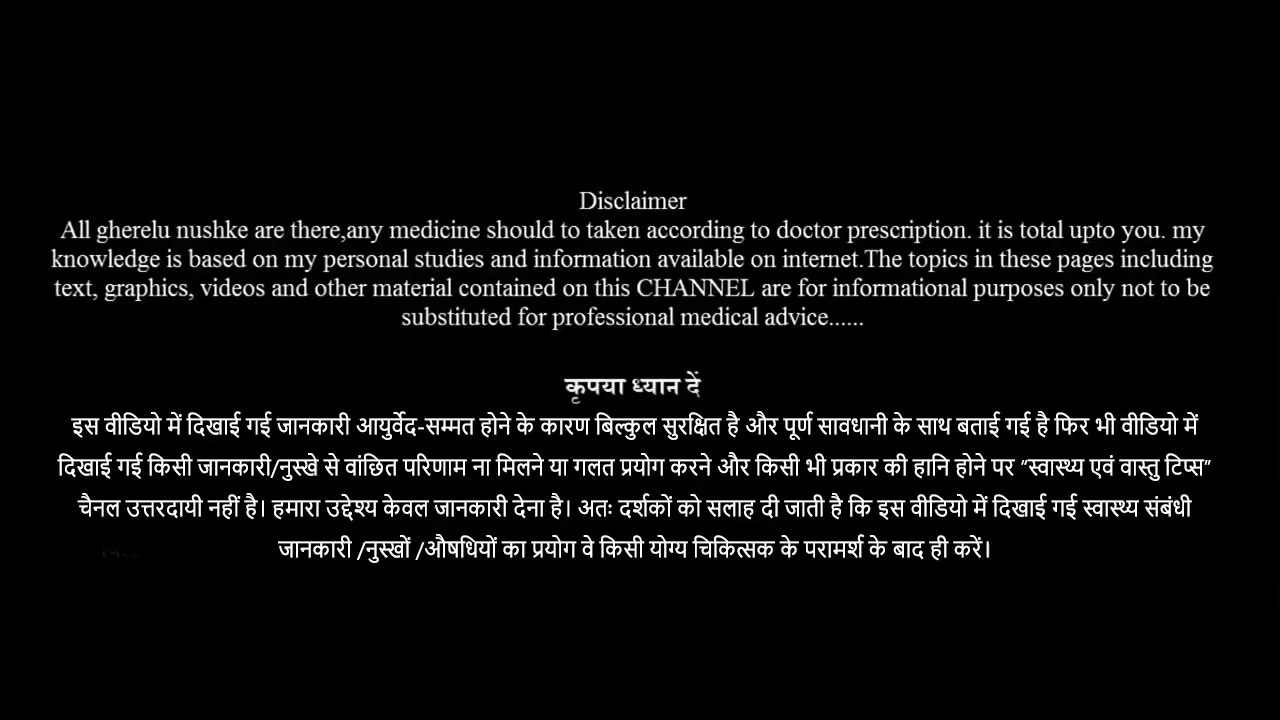 Disclaimer
All gherelu nushke are there,any medicine should to taken according to doctor prescription. it is total upto you. my
knowledge is based on my personal studies and information available on internet.The topics in these pages including
text, graphics, videos and other material contained on this CHANNEL are for informational purposes only not to be
substituted for professional medical advice......
कृपया ध्यान दें
इस वीडियो में दिखाई गई जानकारी आयुर्वेद-सम्मत होने के कारण बिल्कुल सुरक्षित है और पूर्ण सावधानी के साथ बताई गई है फिर भी वीडियो में
दिखाई गई किसी जानकारी/नुस्खे से वांछित परिणाम ना मिलने या गलत प्रयोग करने और किसी भी प्रकार की हानि होने पर “स्वास्थ्य एवं वास्तु टिप्स”
चैनल उत्तरदायी नहीं है। हमारा उद्देश्य केवल जानकारी देना है। अतः दर्शकों को सलाह दी जाती है कि इस वीडियो में दिखाई गई स्वास्थ्य संबंधी
जानकारी /नुस्खों /औषधियों का प्रयोग वे किसी योग्य चिकित्सक के परामर्श के बाद ही करें।